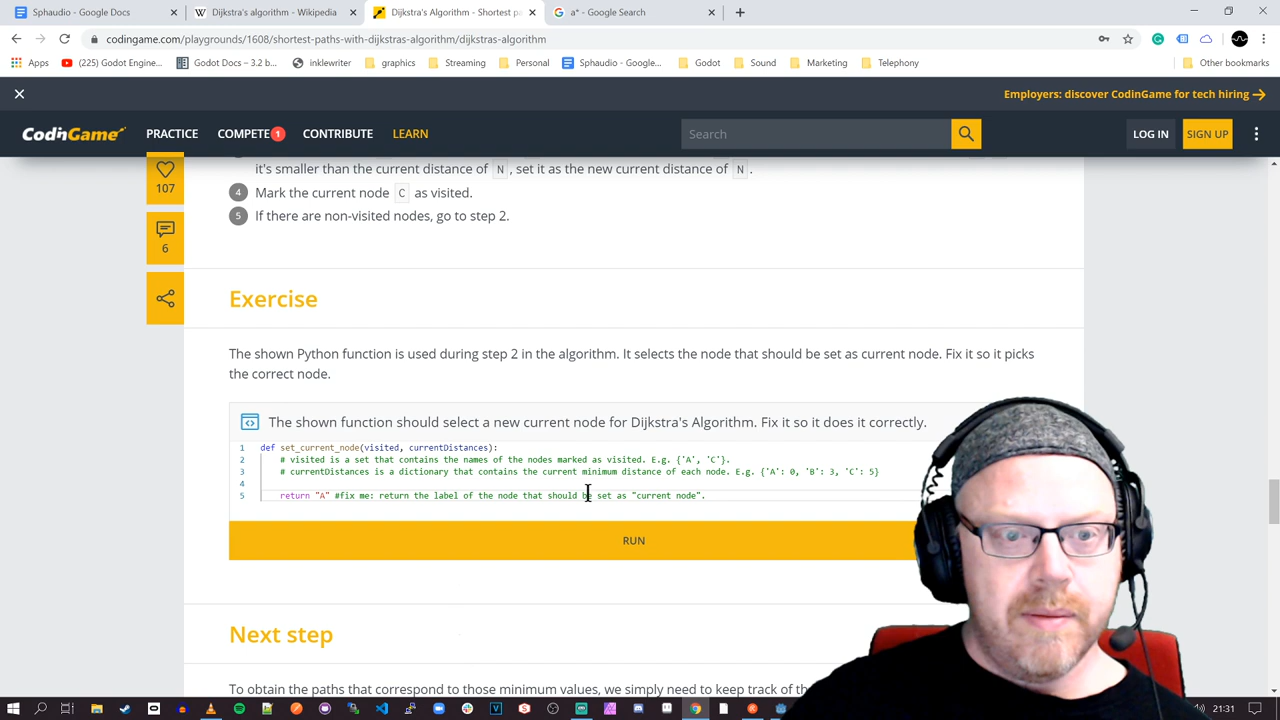 Sphaudio - Google Docs
Dijkstra's algorithm - Wikipedia
Dijkstra's Algorithm - Shortest pa
a* - Google Search
codingame.com/playgrounds/1608/shortest-paths-with-dijkstras-algorithm/dijkstras-algorithm
Apps
(225) Godot Engine...
Godot Docs – 3.2 b...
inklewriter
graphics
Streaming
Personal
Sphaudio - Google...
Godot
Sound
Marketing
Telephony
Other bookmarks
Employers: discover CodinGame for tech hiring
CodinGame
PRACTICE
COMPETE 1
CONTRIBUTE
LEARN
Search
LOG IN
SIGN UP
107
6
it's smaller than the current distance of N , set it as the new current distance of N .
4 Mark the current node C as visited.
5 If there are non-visited nodes, go to step 2.
Exercise
The shown Python function is used during step 2 in the algorithm. It selects the node that should be set as current node. Fix it so it picks
the correct node.
The shown function should select a new current node for Dijkstra's Algorithm. Fix it so it does it correctly.
1 def set_current_node(visited, currentDistances):
2 # visited is a set that contains the names of the nodes marked as visited. E.g. {'A', 'C'}.
3 # currentDistances is a dictionary that contains the current minimum distance of each node. E.g. {'A': 0, 'B': 3, 'C': 5}
4
5 return "A" #fix me: return the label of the node that should be set as "current node".
RUN
Next step
To obtain the paths that correspond to those minimum values, we simply need to keep track of th
21:31